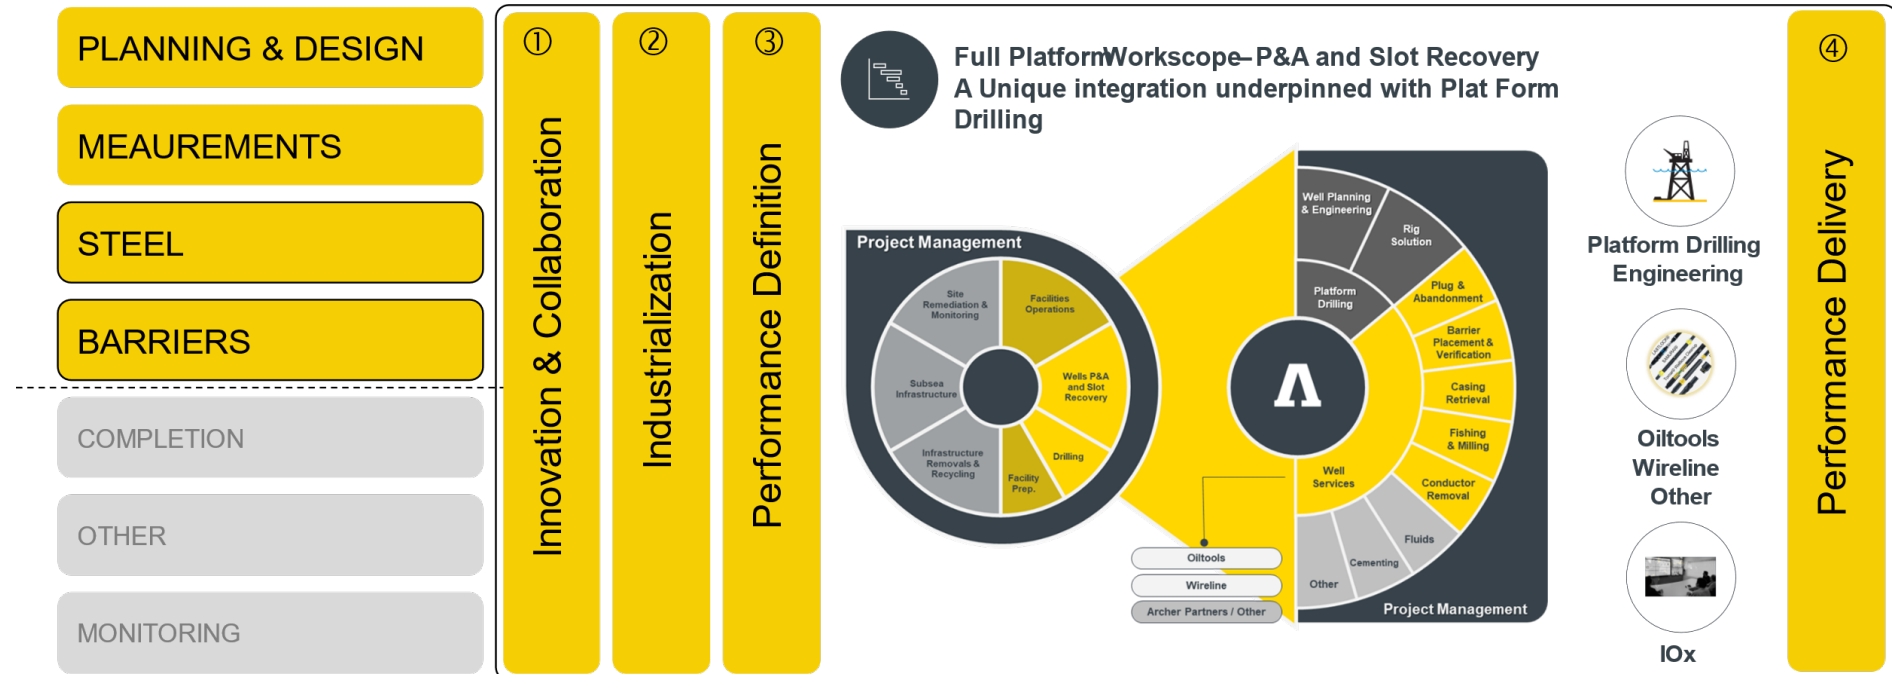 PLANNING & DESIGN
MEAUREMENTS
STEEL
BARRIERS
COMPLETION
OTHER
MONITORING
①
Innovation & Collaboration
②
Industrialization
③
Performance Definition
Full Platform Workscope – P&A and Slot Recovery
A Unique integration underpinned with Plat Form
Drilling
Project Management
Site
Remediation &
Monitoring
Facilities
Operations
Subsea
Infrastructure
Wells P&A
and Slot
Recovery
Infrastructure
Removals &
Recycling
Facility
Prep.
Drilling
Well Planning
& Engineering
Rig
Solution
Platform
Drilling
Plug &
Abandonment
Barrier
Placement &
Verification
Casing
Retrieval
Fishing
& Milling
Conductor
Removal
Well
Services
Fluids
Cementing
Other
Oiltools
Wireline
Archer Partners / Other
Project Management
Platform Drilling
Engineering
Oiltools
Wireline
Other
IOx
④
Performance Delivery